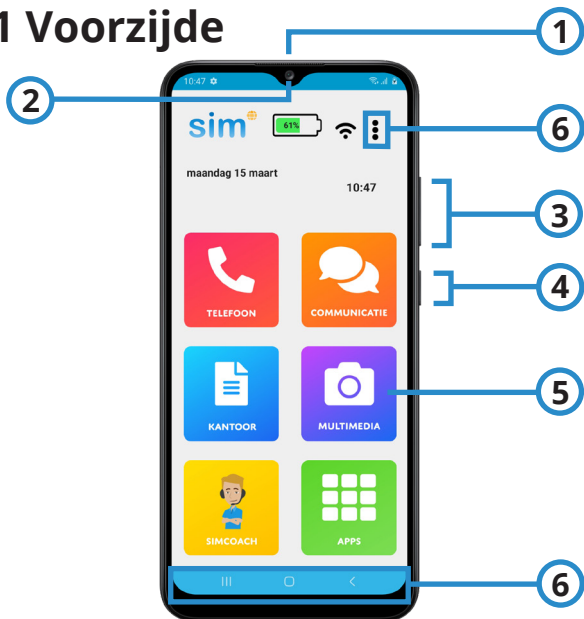 1 Voorzijde
1
2
10:47
sim
61%
6
maandag 15 maart
10:47
3
4
TELEFOON
COMMUNICATIE
5
KANTOOR
MULTIMEDIA
SIMCOACH
APPS
6